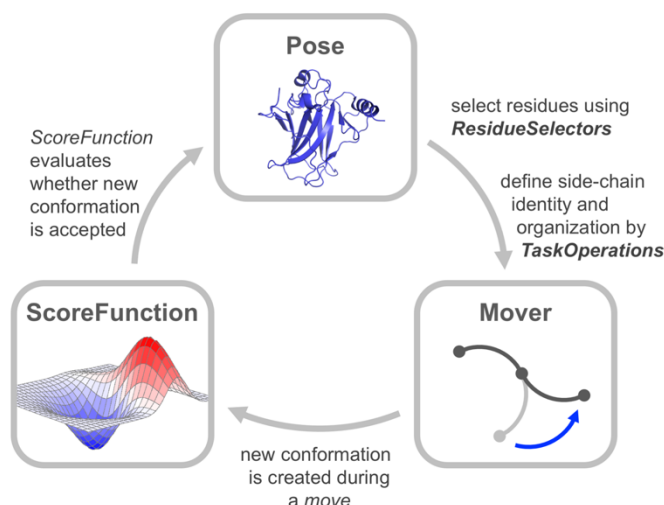 Pose
select residues using
ResidueSelectors
define side-chain
identity and
organization by
TaskOperations
Mover
new conformation
is created during
a move
ScoreFunction
ScoreFunction
evaluates
whether new
conformation
is accepted